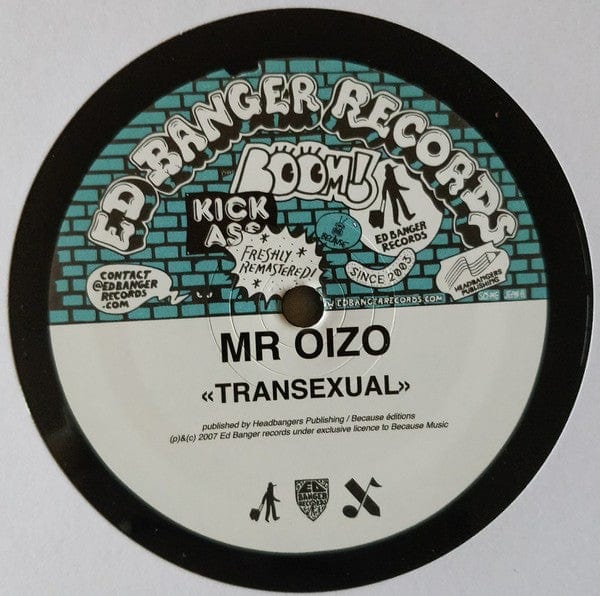 ED BANGER RECORDS
BOOM!
KICK
ASS
FRESHLY
REMASTERED!
BECAUSE
ED BANGER
RECORDS
SINCE 2003
CONTACT
@EDBANGER
RECORDS
.COM
HEADBANGERS
PUBLISHING
EDBANGERRECORDS.COM
MR OIZO
«TRANSEXUAL»
published by Headbangers Publishing / Because éditions
(p)&(c) 2007 Ed Banger records under exclusive licence to Because Music
ED
BANGER
RECORDS